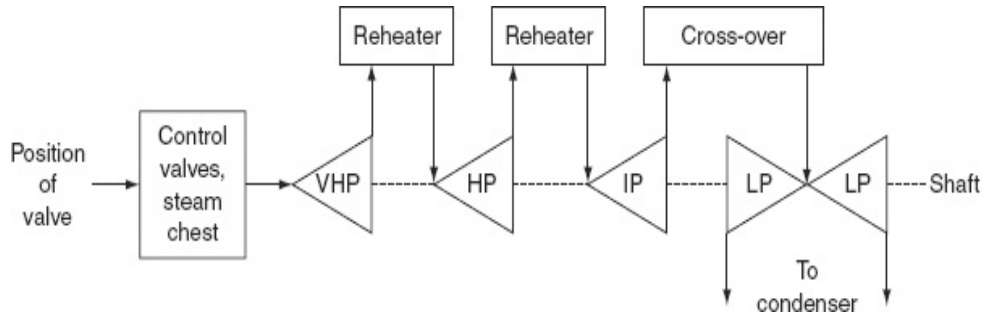 Reheater
Reheater
Cross-over
Position
of
valve
Control
valves,
steam
chest
VHP
HP
IP
LP
LP
Shaft
To
condenser